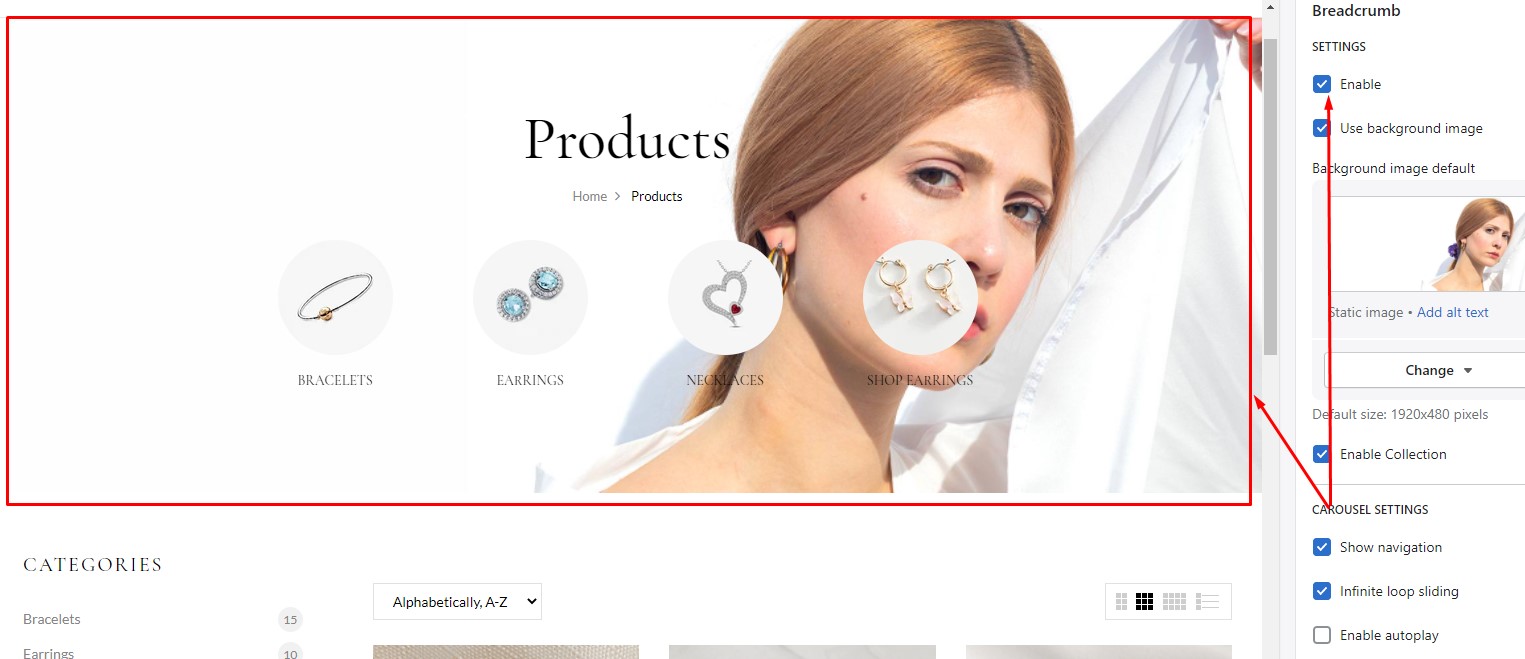 Products
Home > Products
BRACELETS
EARRINGS
NECKLACES
SHOP EARRINGS
CATEGORIES
Bracelets 15
Earrings 10
Alphabetically, A-Z
Breadcrumb
SETTINGS
Enable
Use background image
Background image default
Static image • Add alt text
Change
Default size: 1920x480 pixels
Enable Collection
CAROUSEL SETTINGS
Show navigation
Infinite loop sliding
Enable autoplay